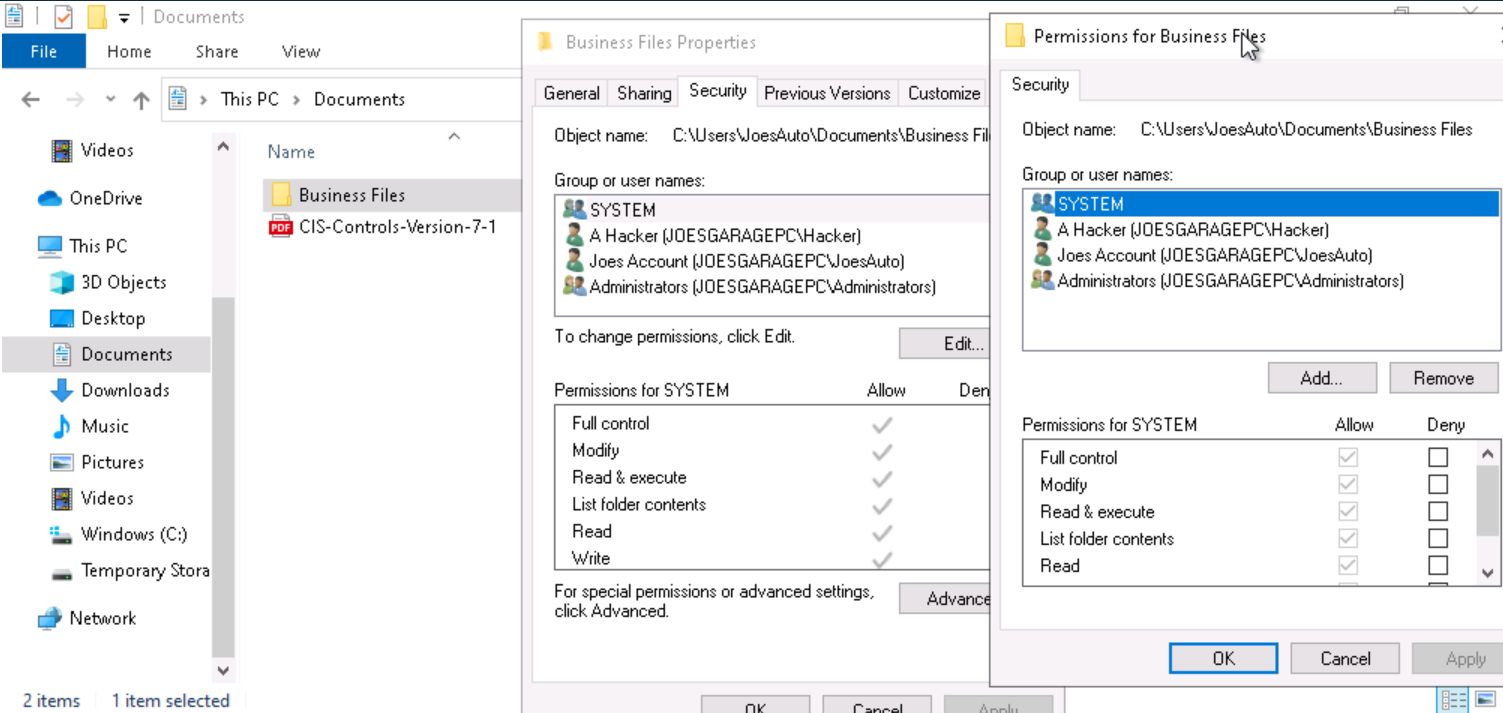 Documents
File Home Share View
This PC > Documents
Videos
OneDrive
This PC
3D Objects
Desktop
Documents
Downloads
Music
Pictures
Videos
Windows (C:)
Temporary Stora
Network
2 items 1 item selected
Name
Business Files
PDF CIS-Controls-Version-7-1
Business Files Properties
General Sharing Security Previous Versions Customize
Object name: C:\Users\JoesAuto\Documents\Business Fil
Group or user names:
SYSTEM
A Hacker (JOESGARAGEPC\Hacker)
Joes Account (JOESGARAGEPC\JoesAuto)
Administrators (JOESGARAGEPC\Administrators)
To change permissions, click Edit.
Edit...
Permissions for SYSTEM Allow Den
Full control
Modify
Read & execute
List folder contents
Read
Write
For special permissions or advanced settings,
click Advanced.
Advance
OK Cancel Apply
Permissions for Business Files
Security
Object name: C:\Users\JoesAuto\Documents\Business Files
Group or user names:
SYSTEM
A Hacker (JOESGARAGEPC\Hacker)
Joes Account (JOESGARAGEPC\JoesAuto)
Administrators (JOESGARAGEPC\Administrators)
Add... Remove
Permissions for SYSTEM Allow Deny
Full control
Modify
Read & execute
List folder contents
Read
OK Cancel Apply